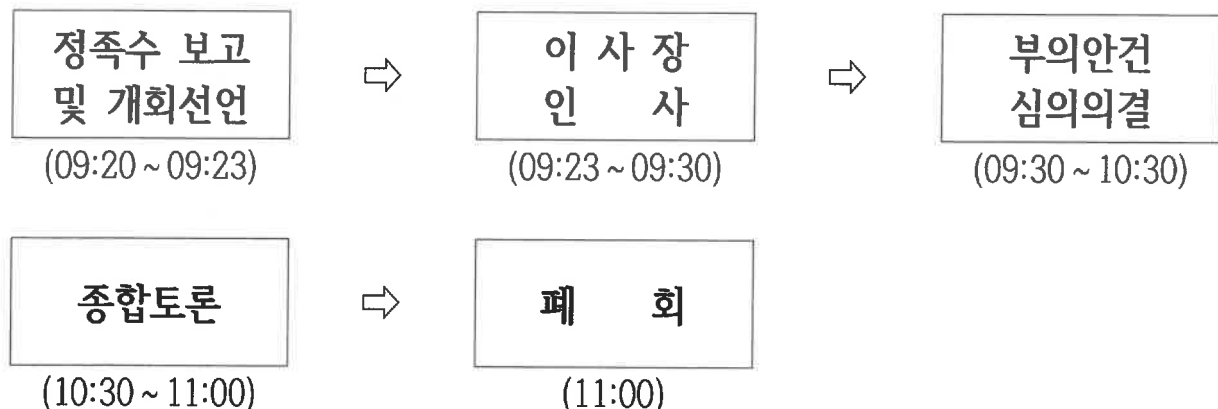 정족수 보고
및 개회선언
⇨
이 사 장
인 사
⇨
부의안건
심의의결
(09:20 ~ 09:23)
(09:23 ~ 09:30)
(09:30 ~ 10:30)
종합토론
⇨
폐 회
(10:30 ~ 11:00)
(11:00)